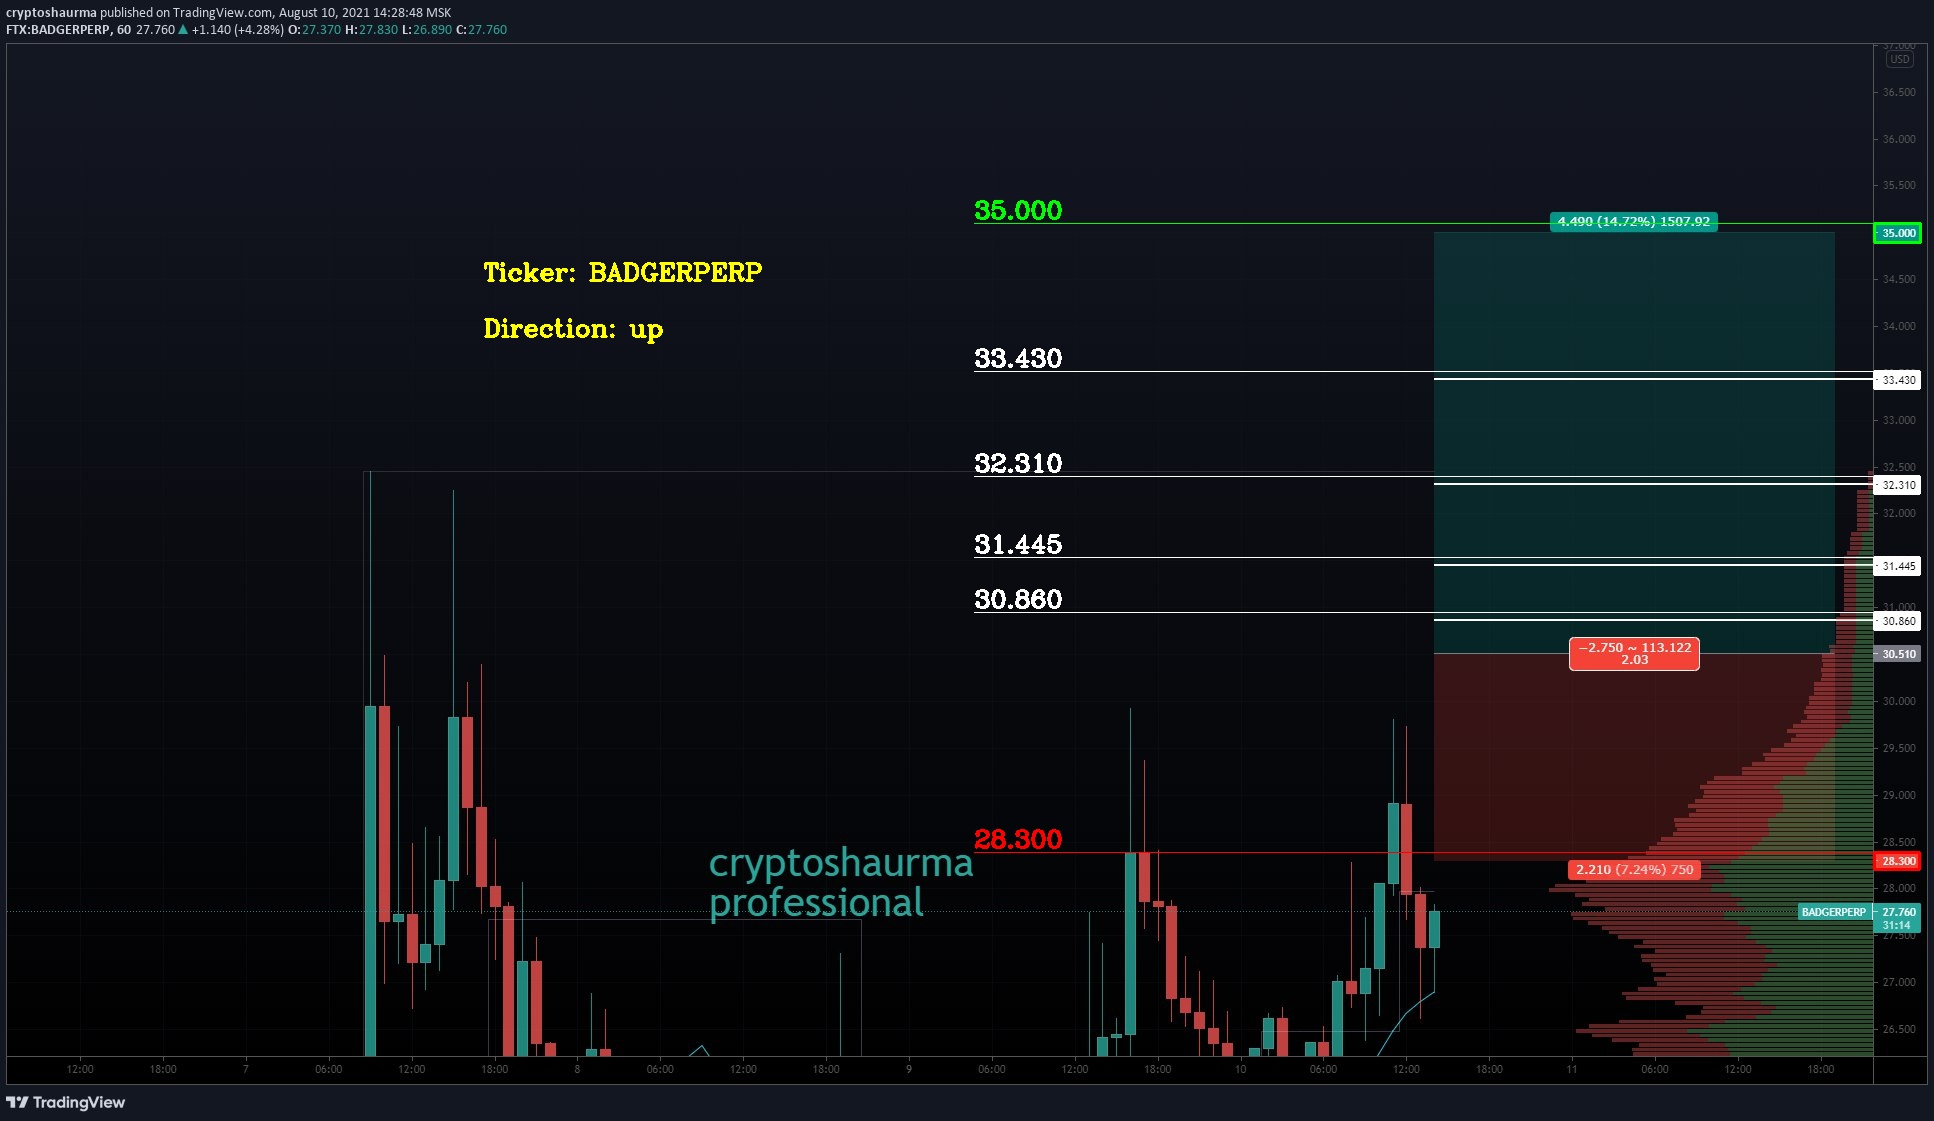 cryptoshaurma published on TradingView.com, August 10, 2021 14:28:48 MSK
FTX:BADGERPERP, 60 27.760 ▲ +1.140 (+4.28%) O:27.370 H:27.830 L:26.890 C:27.760
37.000
USD
36.500
36.000
35.500
35.000
4.490 (14.72%) 1507.92
35.000
Ticker: BADGERPERP
34.500
Direction: up
34.000
33.430
33.430
33.000
32.310
32.500
32.310
32.000
31.445
31.445
30.860
31.000
30.860
−2.750 ~ 113.122
2.03
30.510
30.000
29.500
29.000
28.300
28.500
cryptoshaurma
professional
28.300
2.210 (7.24%) 750
28.000
BADGERPERP
27.760
31:14
27.500
27.000
26.500
12:00 18:00 7 06:00 12:00 18:00 8 06:00 12:00 18:00 9 06:00 12:00 18:00 10 06:00 12:00 18:00 11 06:00 12:00 18:00
TradingView